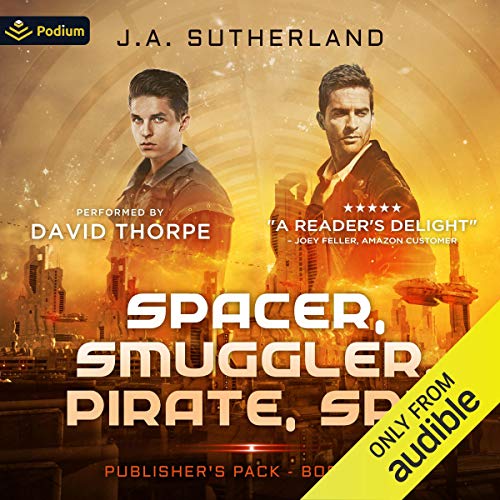 Podium
J.A. SUTHERLAND
PERFORMED BY
DAVID THORPE
★★★★★
"A READER'S DELIGHT"
– JOEY FELLER, AMAZON CUSTOMER
SPACER,
SMUGGLER,
PIRATE,
PUBLISHER'S PACK -
ONLY FROM
audible